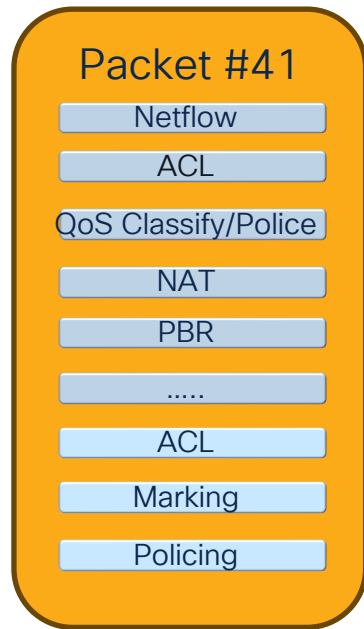 Packet #41
Netflow
ACL
QoS Classify/Police
NAT
PBR
.....
ACL
Marking
Policing